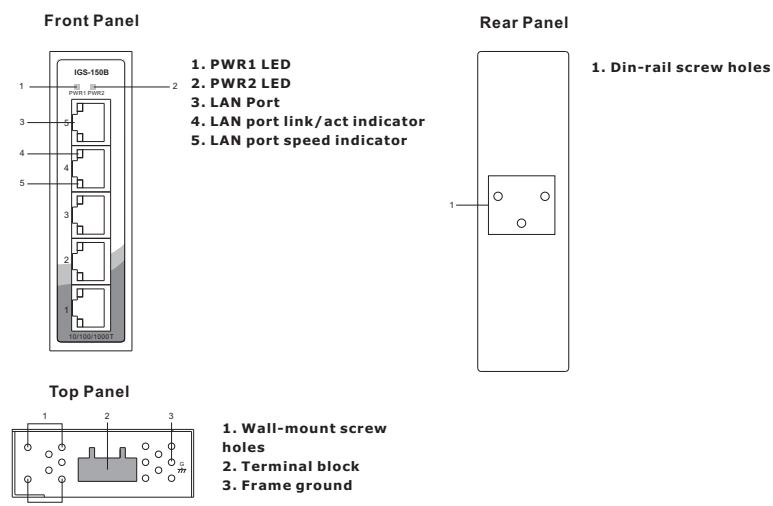 Front Panel
IGS-150B
1
2
PWR1 PWR2
3
5
4
4
5
3
2
1
10/100/1000T
1. PWR1 LED
2. PWR2 LED
3. LAN Port
4. LAN port link/act indicator
5. LAN port speed indicator
Rear Panel
1
1. Din-rail screw holes
Top Panel
1
2
3
G
1. Wall-mount screw
holes
2. Terminal block
3. Frame ground